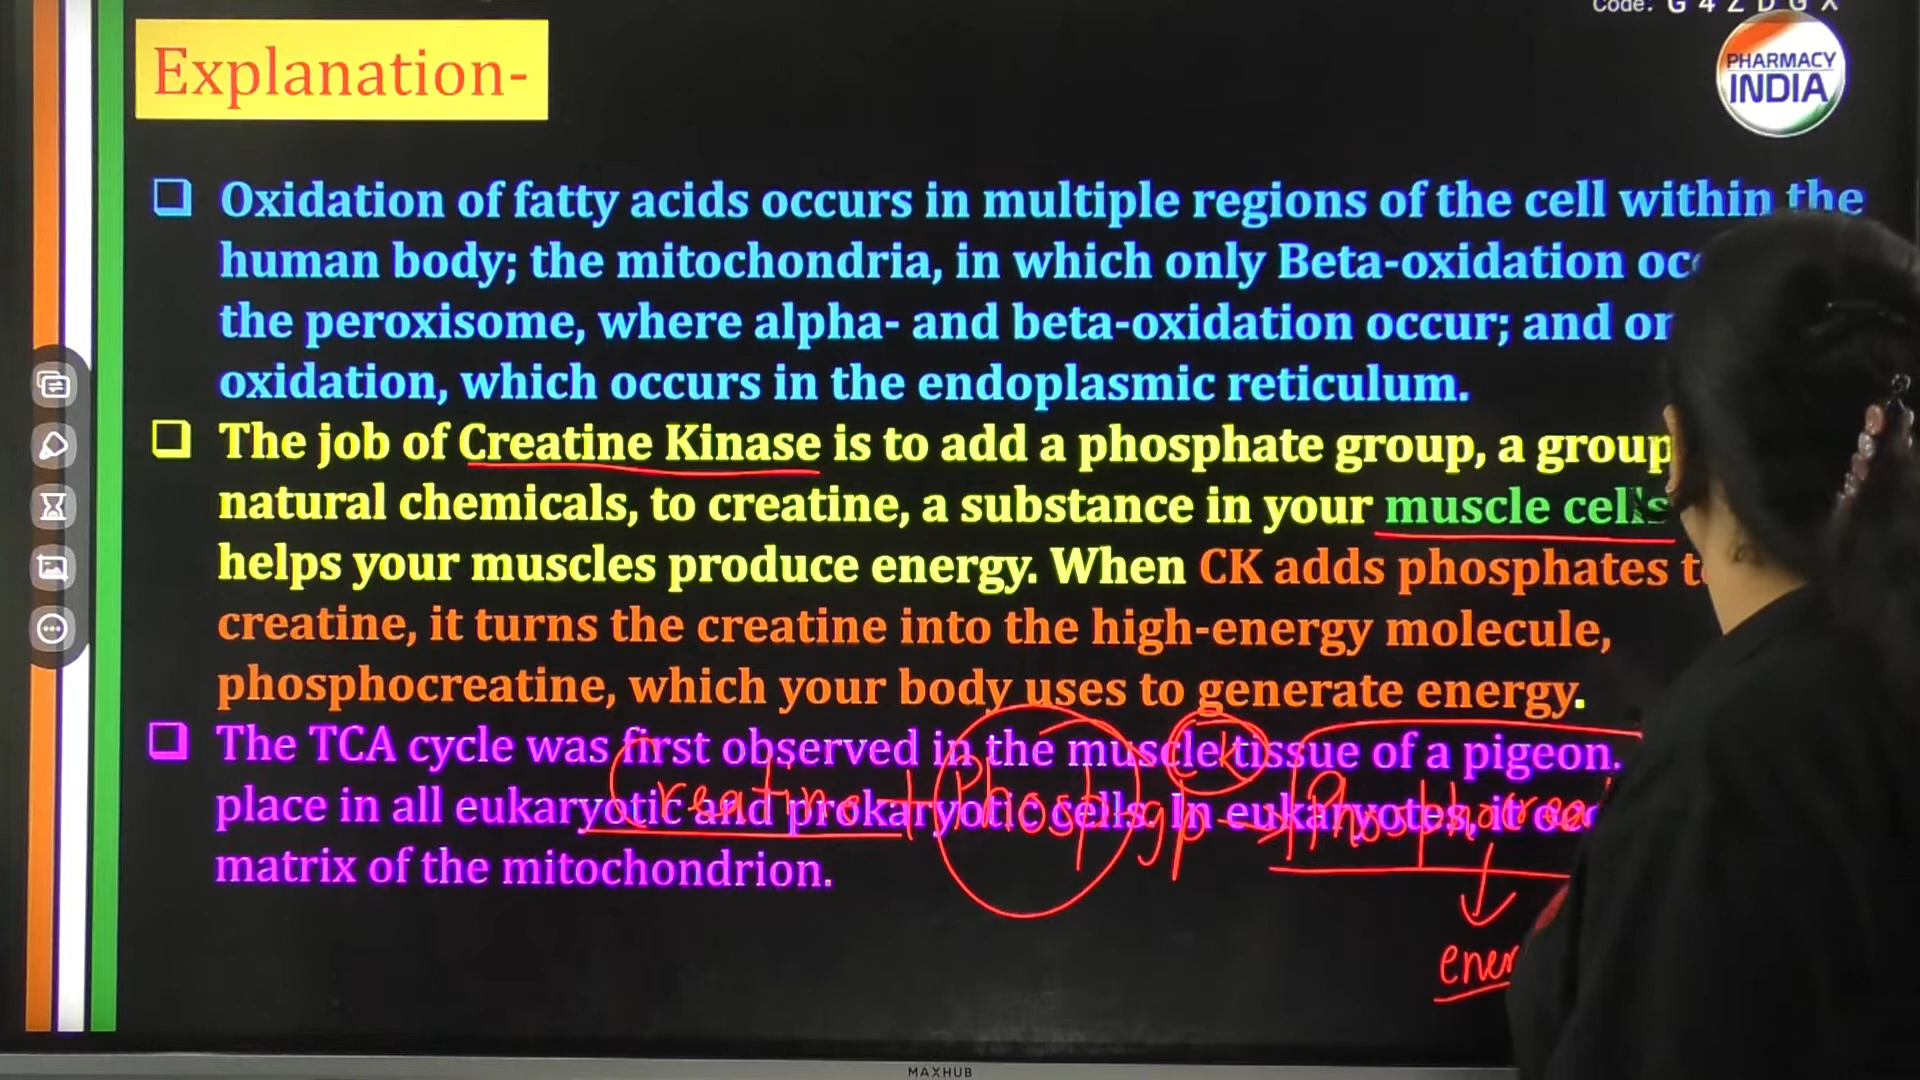 Code: G 4 Z D G X
Explanation-
PHARMACY
INDIA
Oxidation of fatty acids occurs in multiple regions of the cell within the
human body; the mitochondria, in which only Beta-oxidation
the peroxisome, where alpha- and beta-oxidation occur; and
oxidation, which occurs in the endoplasmic reticulum.
The job of Creatine Kinase is to add a phosphate group, a group
natural chemicals, to creatine, a substance in your muscle cells
helps your muscles produce energy. When CK adds phosphates
creatine, it turns the creatine into the high-energy molecule,
phosphocreatine, which your body uses to generate energy.
The TCA cycle was first observed in the muscle tissue of a pigeon.
place in all eukaryotic and prokaryotic cells. In eukaryotes, it
matrix of the mitochondrion.
Creatine + Phosp gp CK → Phosphocrea
ener
MAXHUB